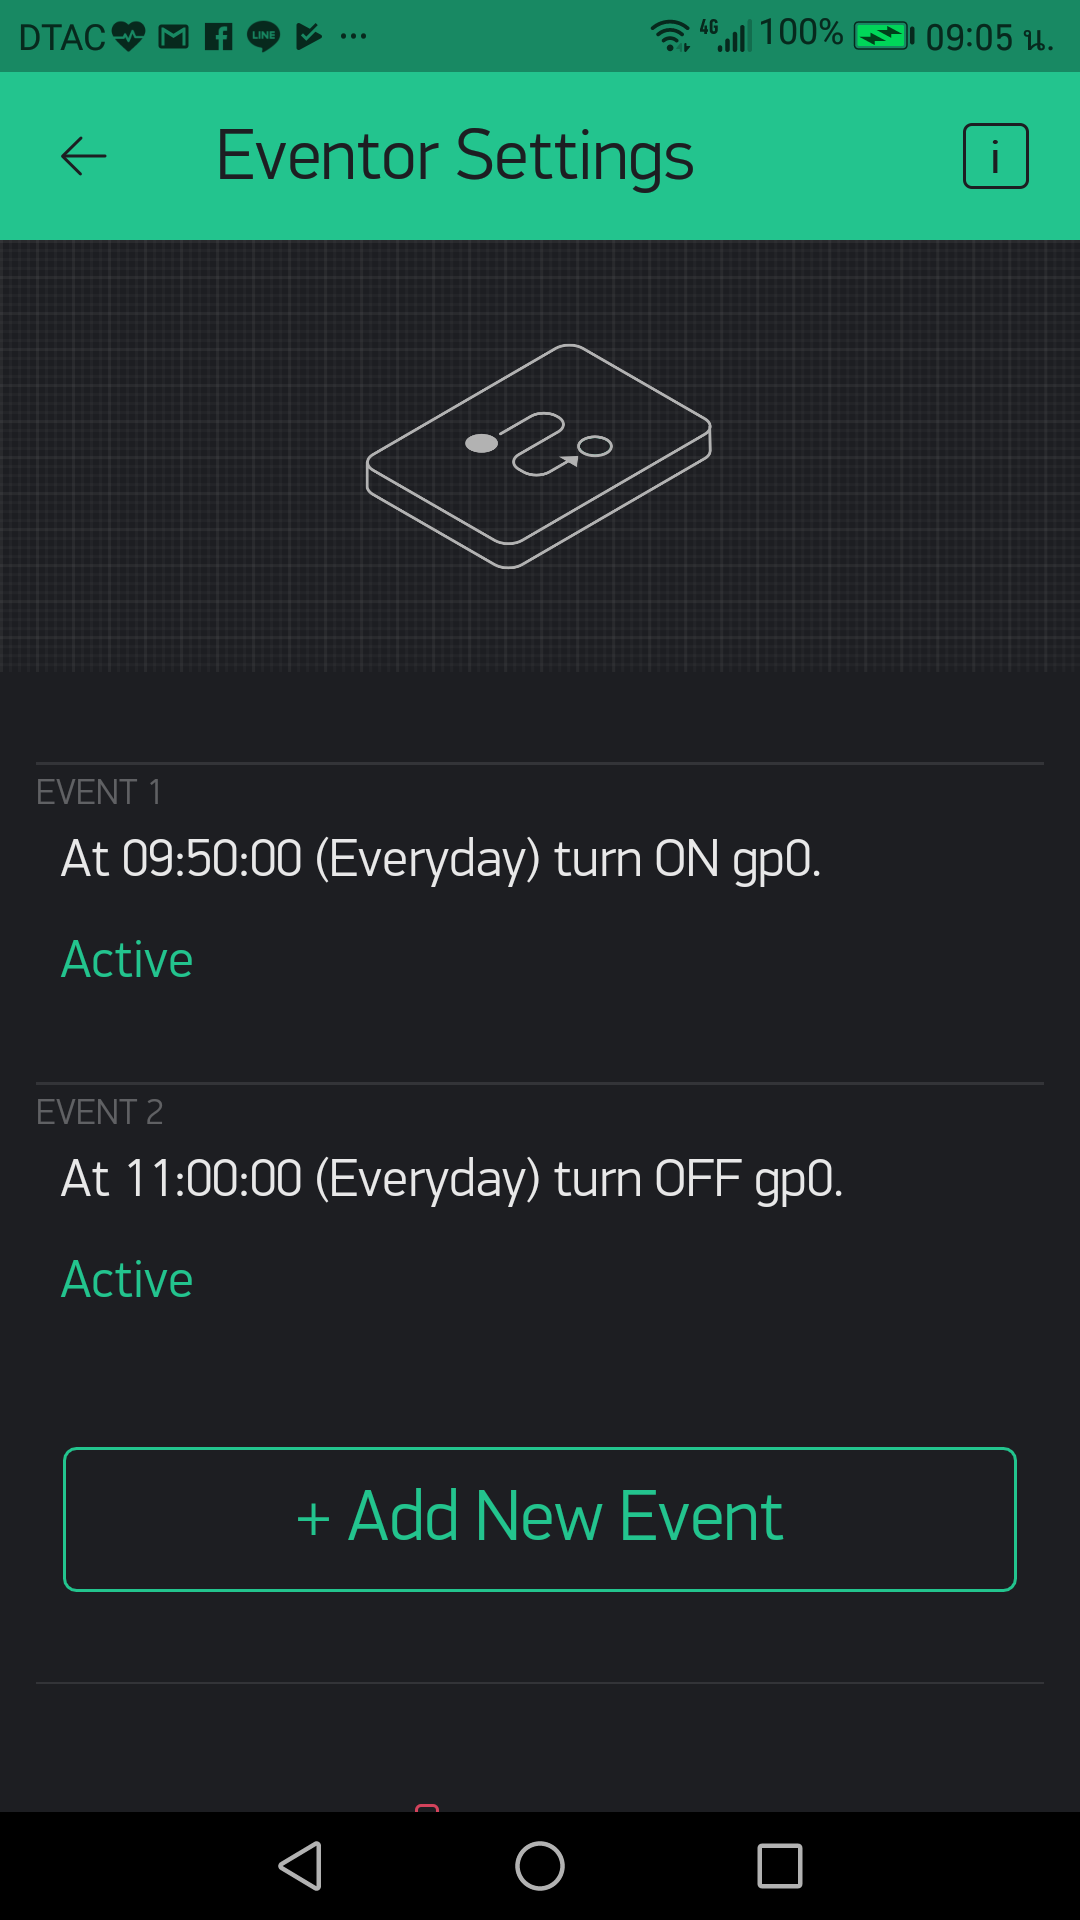 DTAC LINE ... 4G 100% 09:05 น.
Eventor Settings i
EVENT 1
At 09:50:00 (Everyday) turn ON gp0.
Active
EVENT 2
At 11:00:00 (Everyday) turn OFF gp0.
Active
+ Add New Event